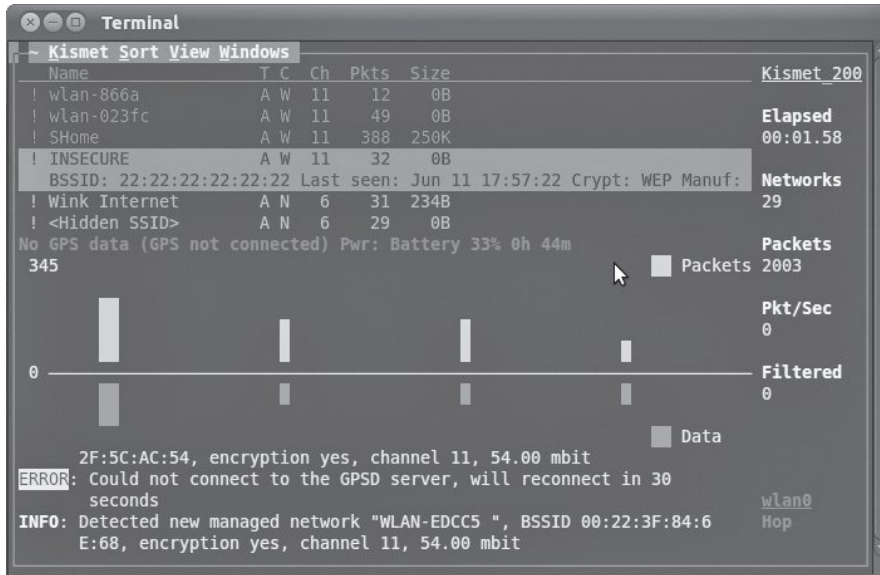 Terminal
~ Kismet Sort View Windows
Name T C Ch Pkts Size
Kismet_200
! wlan-866a A W 11 12 0B
! wlan-023fc A W 11 49 0B
Elapsed
! SHome A W 11 388 250K
00:01.58
! INSECURE A W 11 32 0B
BSSID: 22:22:22:22:22:22 Last seen: Jun 11 17:57:22 Crypt: WEP Manuf:
Networks
! Wink Internet A N 6 31 234B
29
! <Hidden SSID> A N 6 29 0B
No GPS data (GPS not connected) Pwr: Battery 33% 0h 44m
Packets
345
Packets
2003
Pkt/Sec
0
0
Filtered
0
Data
2F:5C:AC:54, encryption yes, channel 11, 54.00 mbit
ERROR: Could not connect to the GPSD server, will reconnect in 30
seconds
wlan0
INFO: Detected new managed network "WLAN-EDCC5 ", BSSID 00:22:3F:84:6
Hop
E:68, encryption yes, channel 11, 54.00 mbit